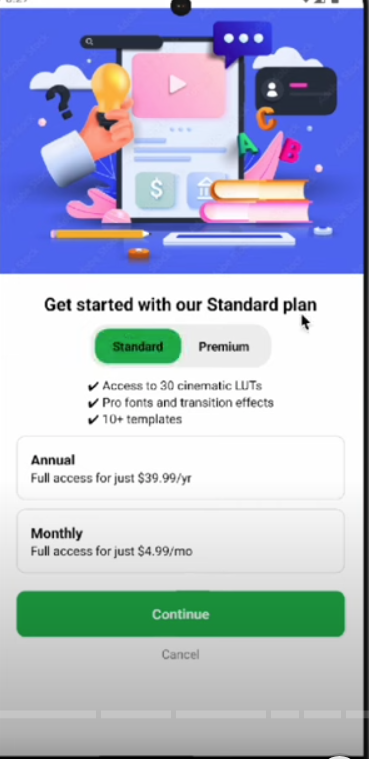 Get started with our Standard plan
Standard Premium
✔ Access to 30 cinematic LUTs
✔ Pro fonts and transition effects
✔ 10+ templates
Annual
Full access for just $39.99/yr
Monthly
Full access for just $4.99/mo
Continue
Cancel